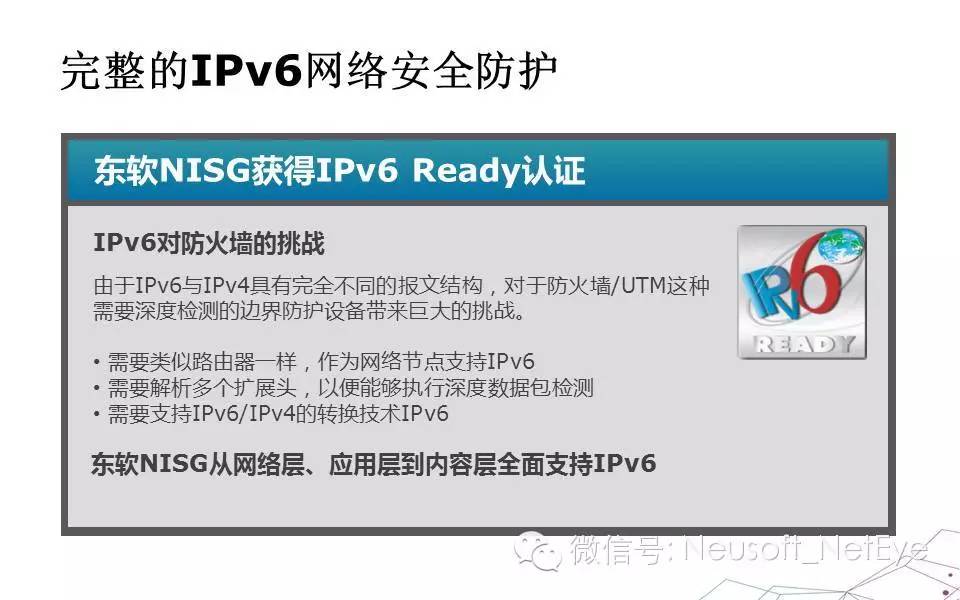 完整的IPv6网络安全防护
东软NISG获得IPv6 Ready认证
IPv6对防火墙的挑战
由于IPv6与IPv4具有完全不同的报文结构，对于防火墙/UTM这种
需要深度检测的边界防护设备带来巨大的挑战。
• 需要类似路由器一样，作为网络节点支持IPv6
• 需要解析多个扩展头，以便能够执行深度数据包检测
• 需要支持IPv6/IPv4的转换技术IPv6
东软NISG从网络层、应用层到内容层全面支持IPv6
IPV6
READY
微信号: Neusoft_NetEye